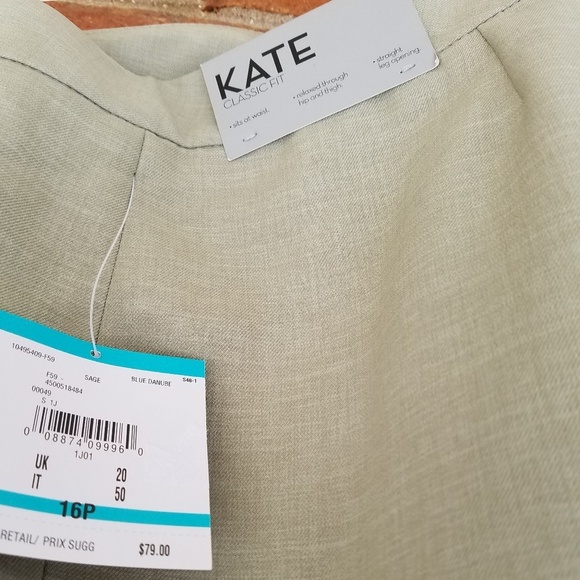 KATE
CLASSIC FIT
• sits at waist.
• relaxed through
hip and thigh.
• straight
leg opening.
10495409-F59
F59 - SAGE BLUE DANUBE S48-1
4500518484
00049
S 1J
0 08874 09996 0
1J01
UK 20
IT 50
16P
RETAIL/ PRIX SUGG $79.00